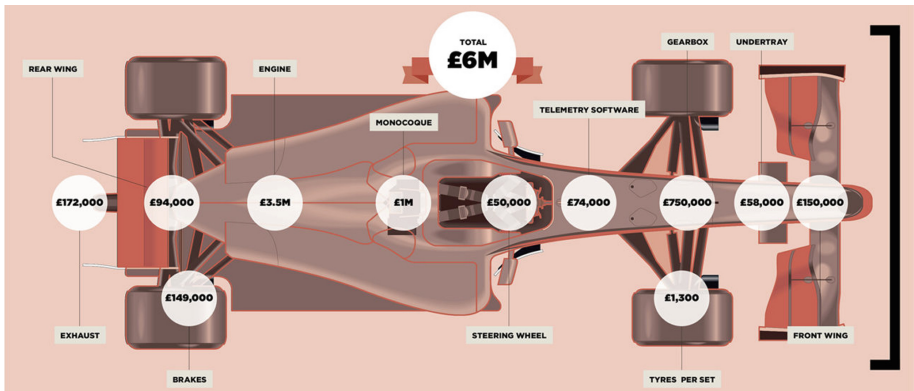 TOTAL
£6M
GEARBOX
UNDERTRAY
REAR WING
ENGINE
TELEMETRY SOFTWARE
MONOCOQUE
£172,000
£94,000
£3.5M
£1M
£50,000
£74,000
£750,000
£58,000
£150,000
£149,000
£1,300
EXHAUST
STEERING WHEEL
FRONT WING
BRAKES
TYRES PER SET